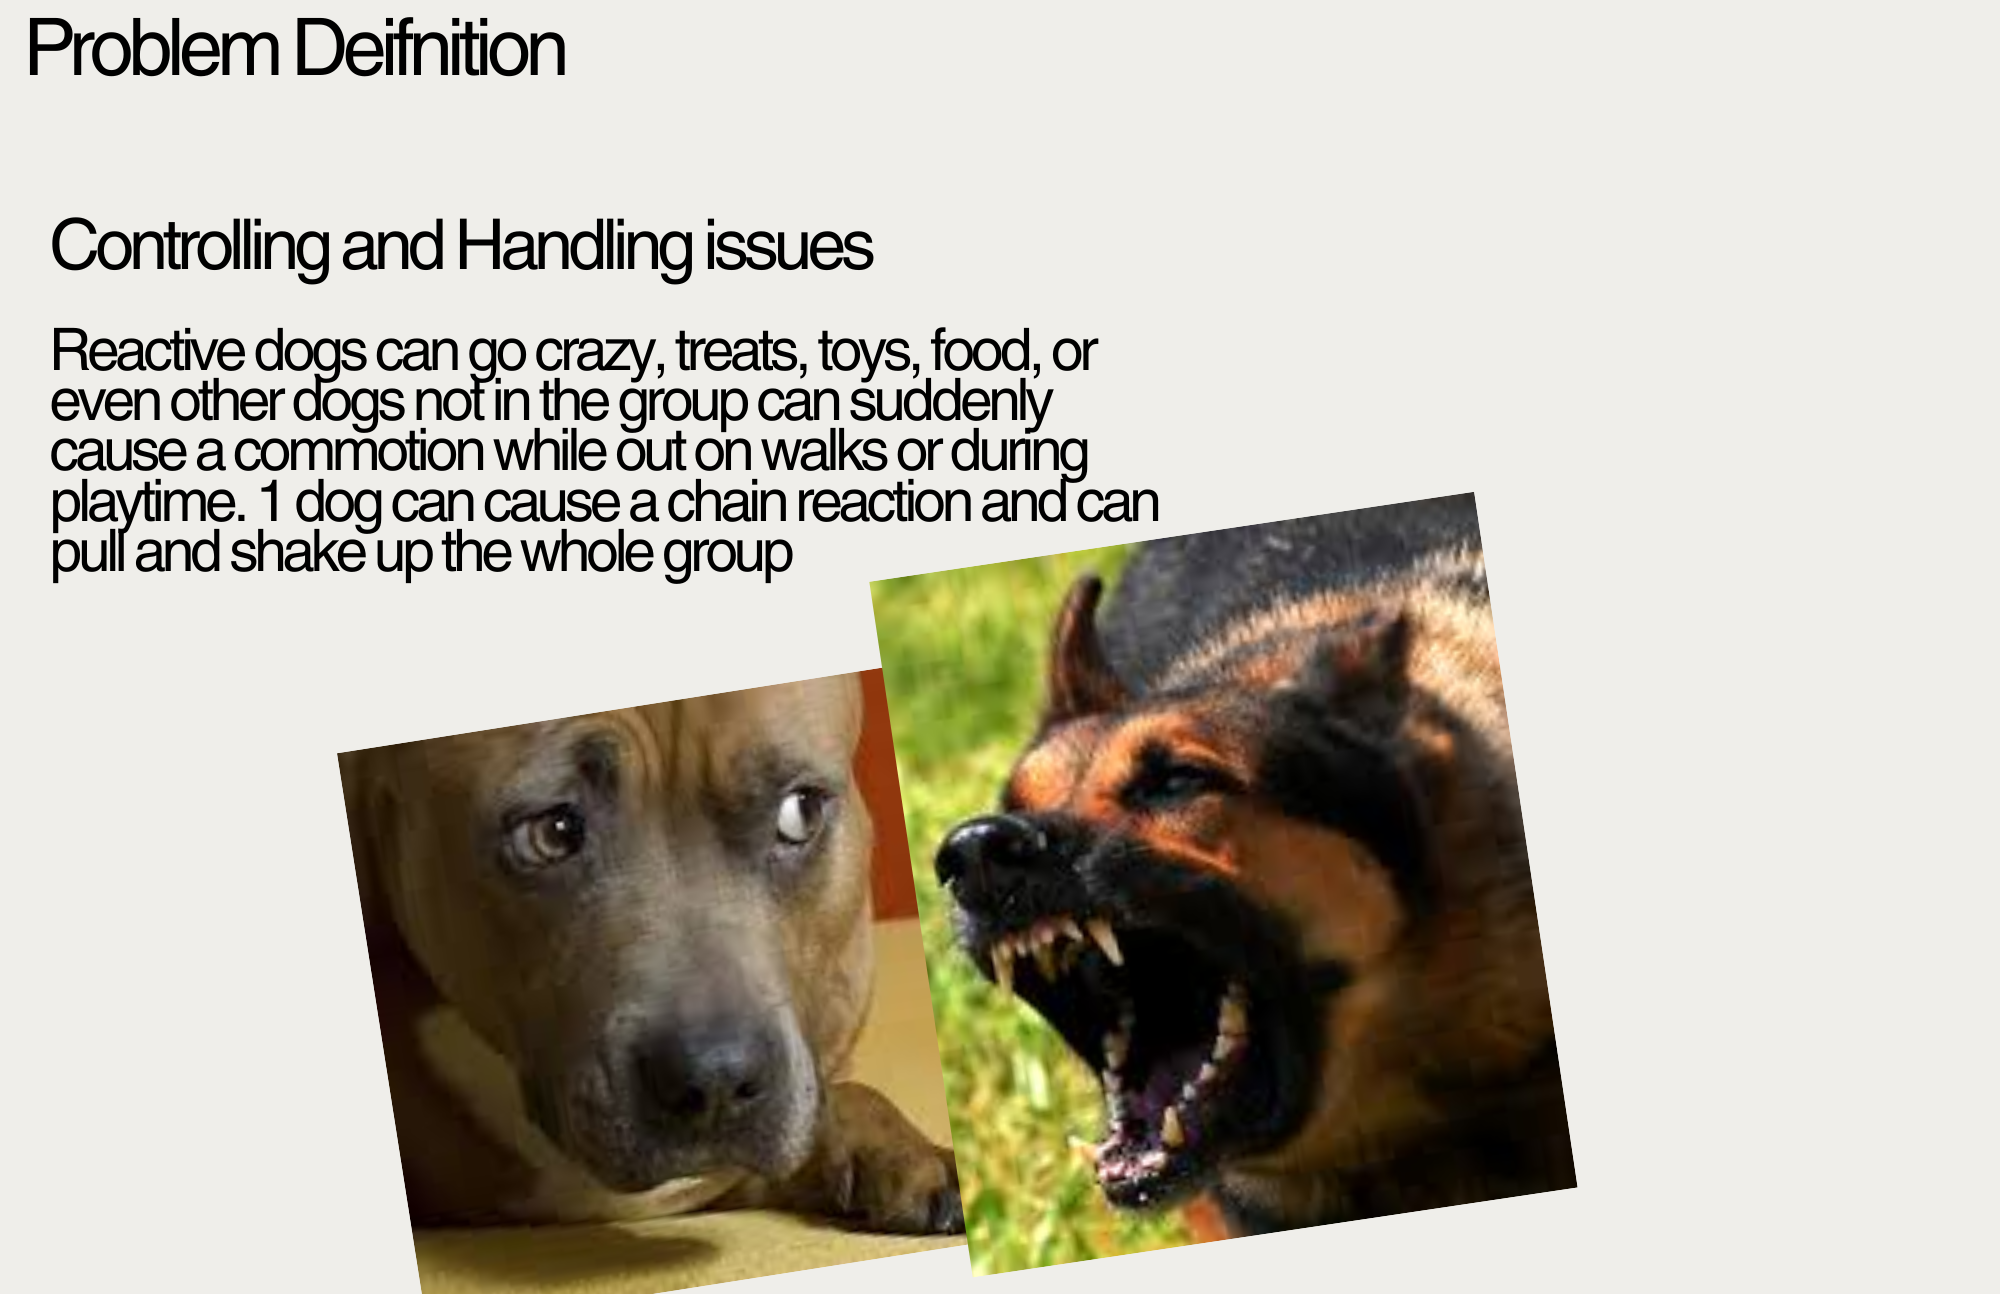 Problem Deifnition
Controlling and Handling issues
Reactive dogs can go crazy, treats, toys, food, or
even other dogs not in the group can suddenly
cause a commotion while out on walks or during
playtime. 1 dog can cause a chain reaction and can
pull and shake up the whole group